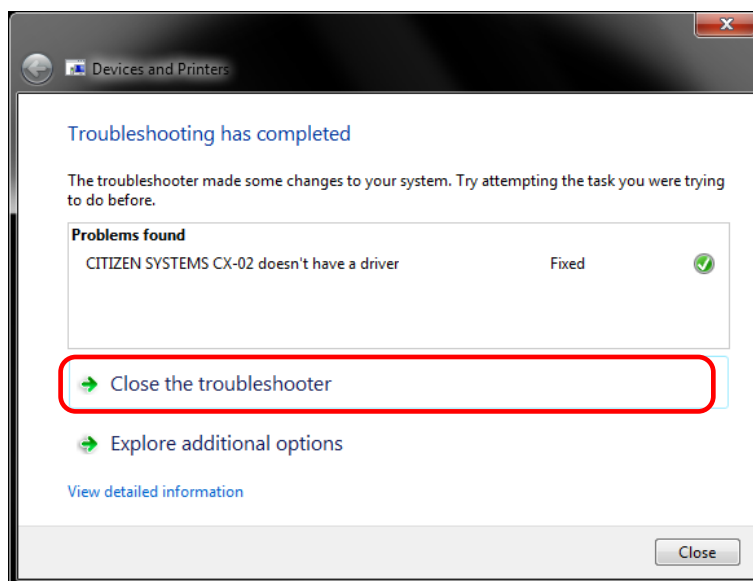 Devices and Printers
Troubleshooting has completed
The troubleshooter made some changes to your system. Try attempting the task you were trying
to do before.
Problems found
CITIZEN SYSTEMS CX-02 doesn't have a driver Fixed
Close the troubleshooter
Explore additional options
View detailed information
Close